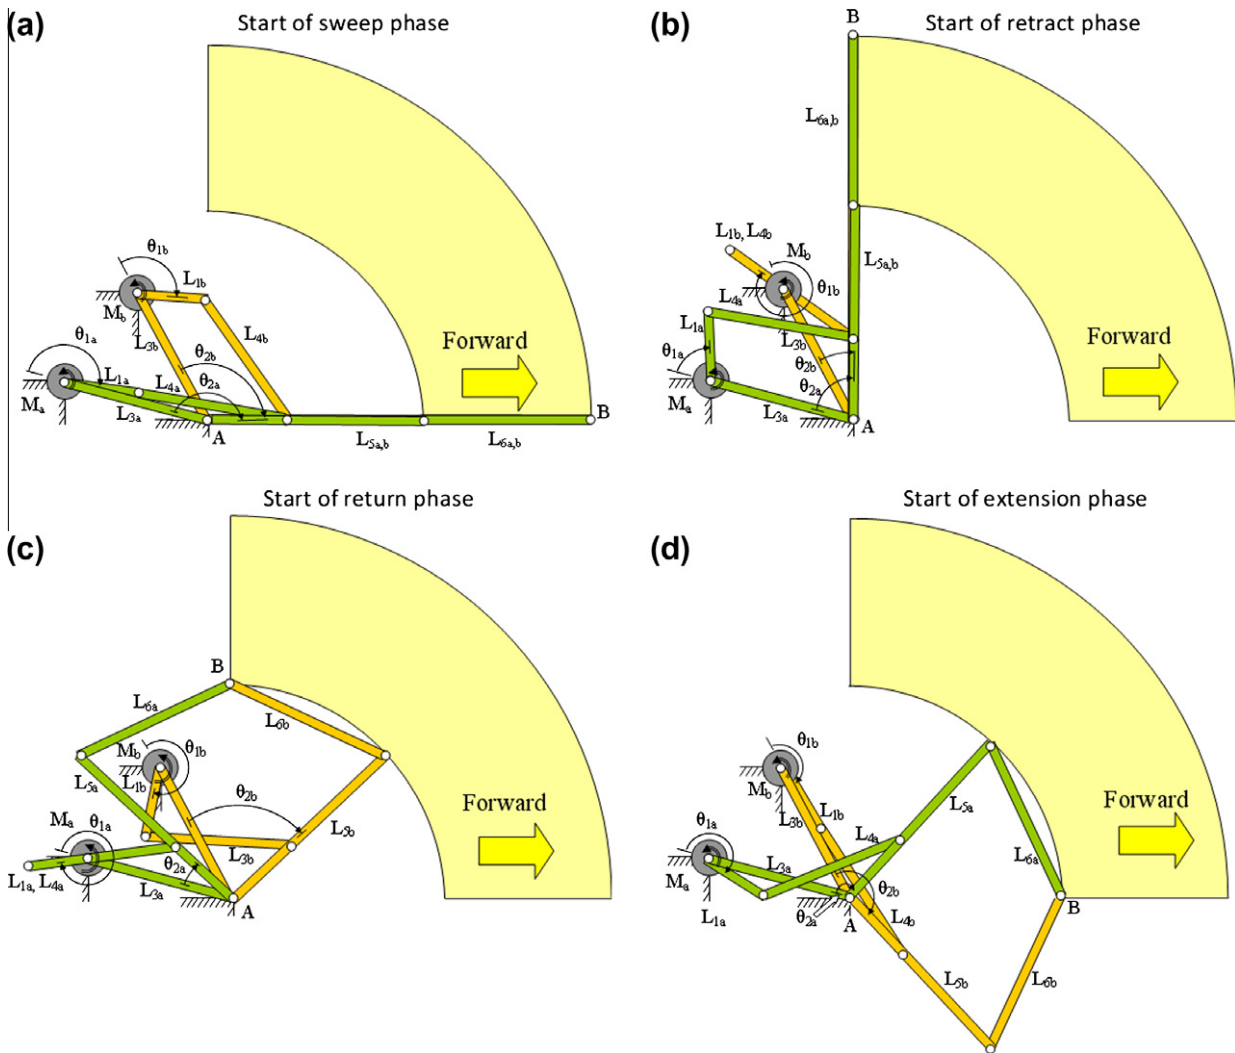 (a)
Start of sweep phase
θ1b
L1b
Mb
L3b
L4b
θ1a
θ2b
θ2a
L1a
L4a
Ma
L3a
A
L5a,b
L6a,b
B
Forward
(b)
Start of retract phase
B
L6a,b
L1b, L4b
Mb
L5a,b
θ1b
L4a
L1a
L3b
θ1a
θ2b
θ2a
Ma
L3a
A
Forward
(c)
Start of return phase
B
L6a
L6b
Mb
θ1b
L5a
L1b
θ2b
Ma
θ1a
L5b
L3b
θ2a
L1a, L4a
L3a
A
Forward
(d)
Start of extension phase
θ1b
Mb
L1b
L5a
L3b
L4a
θ1a
L3a
L6a
Ma
θ2b
L1a
θ2a
A
L4b
B
L5b
L6b
Forward